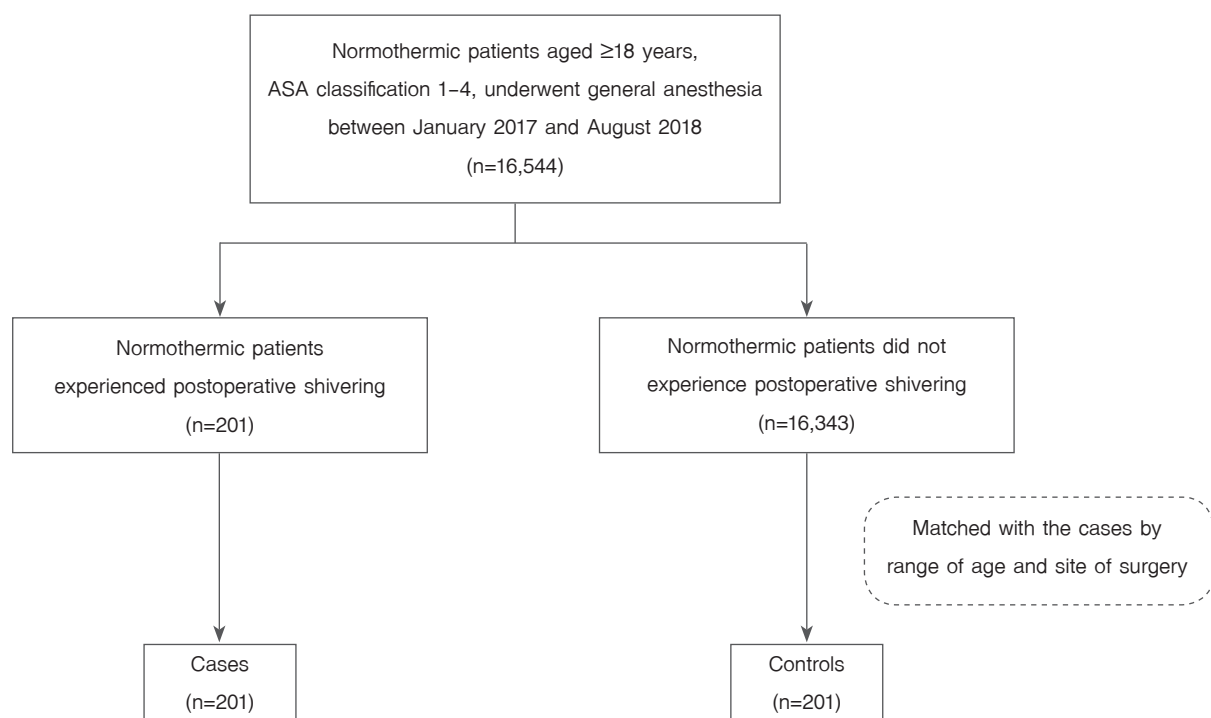 Normothermic patients aged ≥18 years,
ASA classification 1–4, underwent general anesthesia
between January 2017 and August 2018
(n=16,544)
Normothermic patients
experienced postoperative shivering
(n=201)
Normothermic patients did not
experience postoperative shivering
(n=16,343)
Matched with the cases by
range of age and site of surgery
Cases
(n=201)
Controls
(n=201)